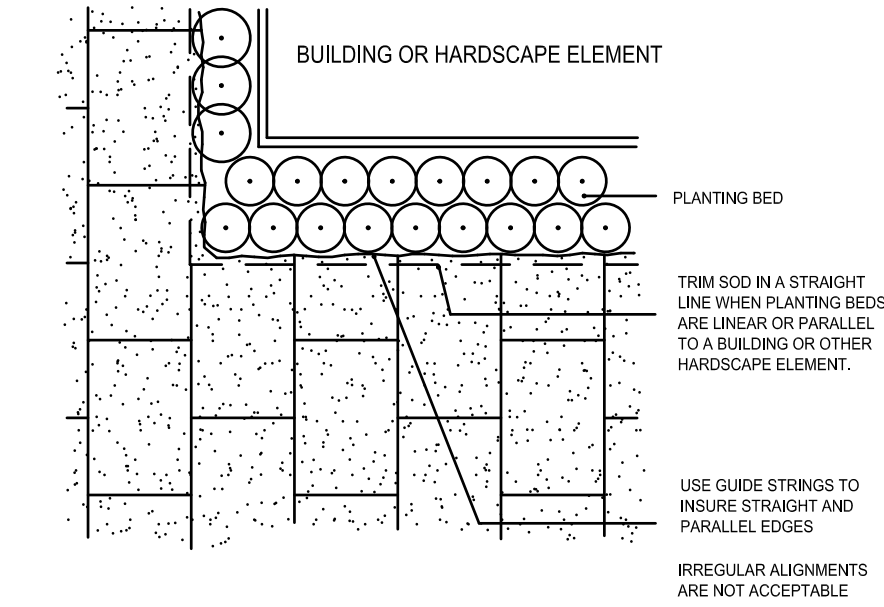 BUILDING OR HARDSCAPE ELEMENT
PLANTING BED
TRIM SOD IN A STRAIGHT
LINE WHEN PLANTING BEDS
ARE LINEAR OR PARALLEL
TO A BUILDING OR OTHER
HARDSCAPE ELEMENT.
USE GUIDE STRINGS TO
INSURE STRAIGHT AND
PARALLEL EDGES
IRREGULAR ALIGNMENTS
ARE NOT ACCEPTABLE